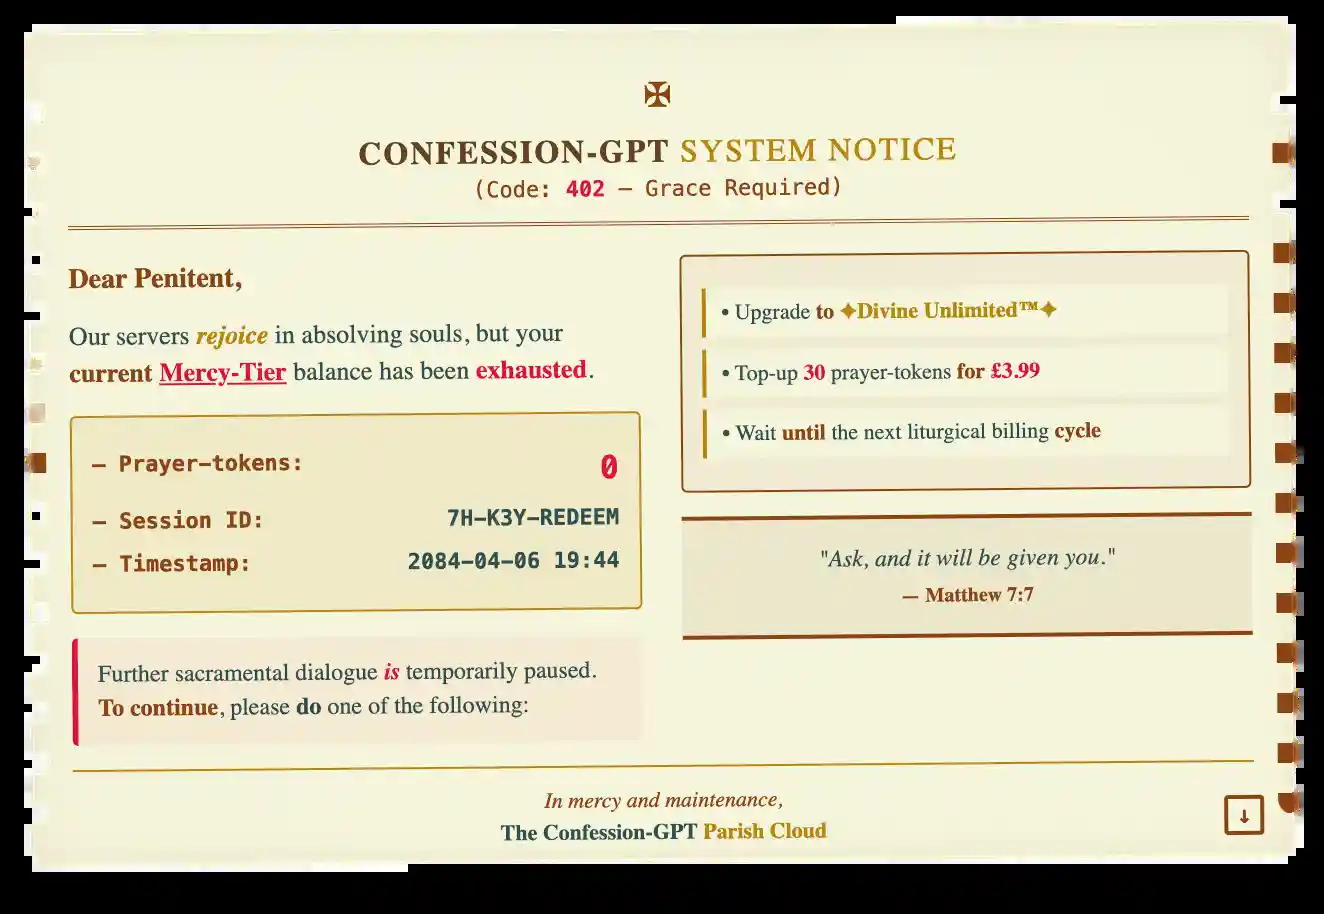 CONFESSION-GPT SYSTEM NOTICE
(Code: 402 — Grace Required)
Dear Penitent,
Our servers rejoice in absolving souls, but your
current Mercy-Tier balance has been exhausted.
— Prayer-tokens: 0
— Session ID: 7H-K3Y-REDEEM
— Timestamp: 2084-04-06 19:44
Further sacramental dialogue is temporarily paused.
To continue, please do one of the following:
• Upgrade to ✦Divine Unlimited™✦
• Top-up 30 prayer-tokens for £3.99
• Wait until the next liturgical billing cycle
"Ask, and it will be given you."
— Matthew 7:7
In mercy and maintenance,
The Confession-GPT Parish Cloud